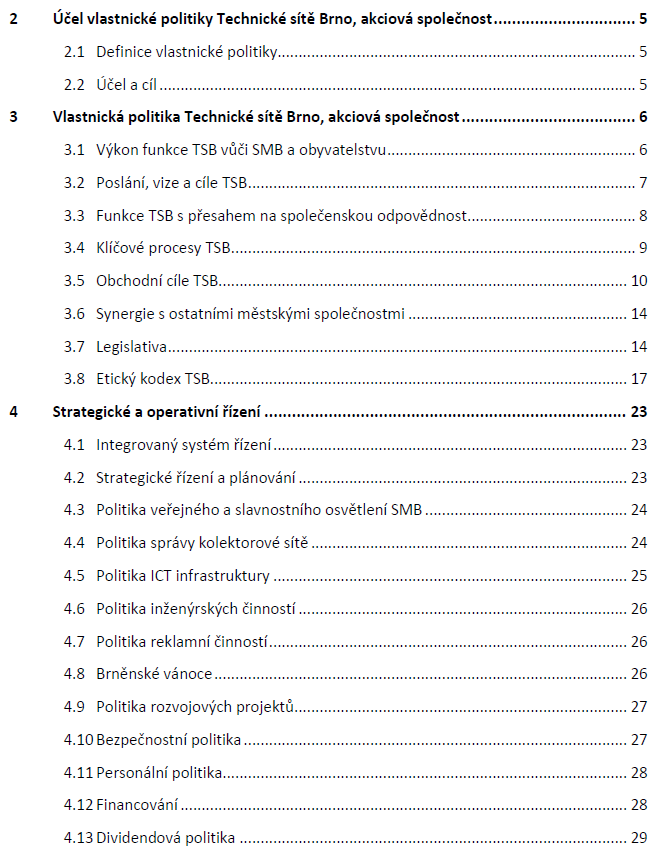 2 Účel vlastnické politiky Technické sítě Brno, akciová společnost 5
2.1 Definice vlastnické politiky 5
2.2 Účel a cíl 5
3 Vlastnická politika Technické sítě Brno, akciová společnost 6
3.1 Výkon funkce TSB vůči SMB a obyvatelstvu 6
3.2 Poslání, vize a cíle TSB 7
3.3 Funkce TSB s přesahem na společenskou odpovědnost 8
3.4 Klíčové procesy TSB 9
3.5 Obchodní cíle TSB 10
3.6 Synergie s ostatními městskými společnostmi 14
3.7 Legislativa 14
3.8 Etický kodex TSB 17
4 Strategické a operativní řízení 23
4.1 Integrovaný systém řízení 23
4.2 Strategické řízení a plánování 23
4.3 Politika veřejného a slavnostního osvětlení SMB 24
4.4 Politika správy kolektorové sítě 24
4.5 Politika ICT infrastruktury 25
4.6 Politika inženýrských činností 26
4.7 Politika reklamní činností 26
4.8 Brněnské vánoce 26
4.9 Politika rozvojových projektů 27
4.10 Bezpečnostní politika 27
4.11 Personální politika 28
4.12 Financování 28
4.13 Dividendová politika 29